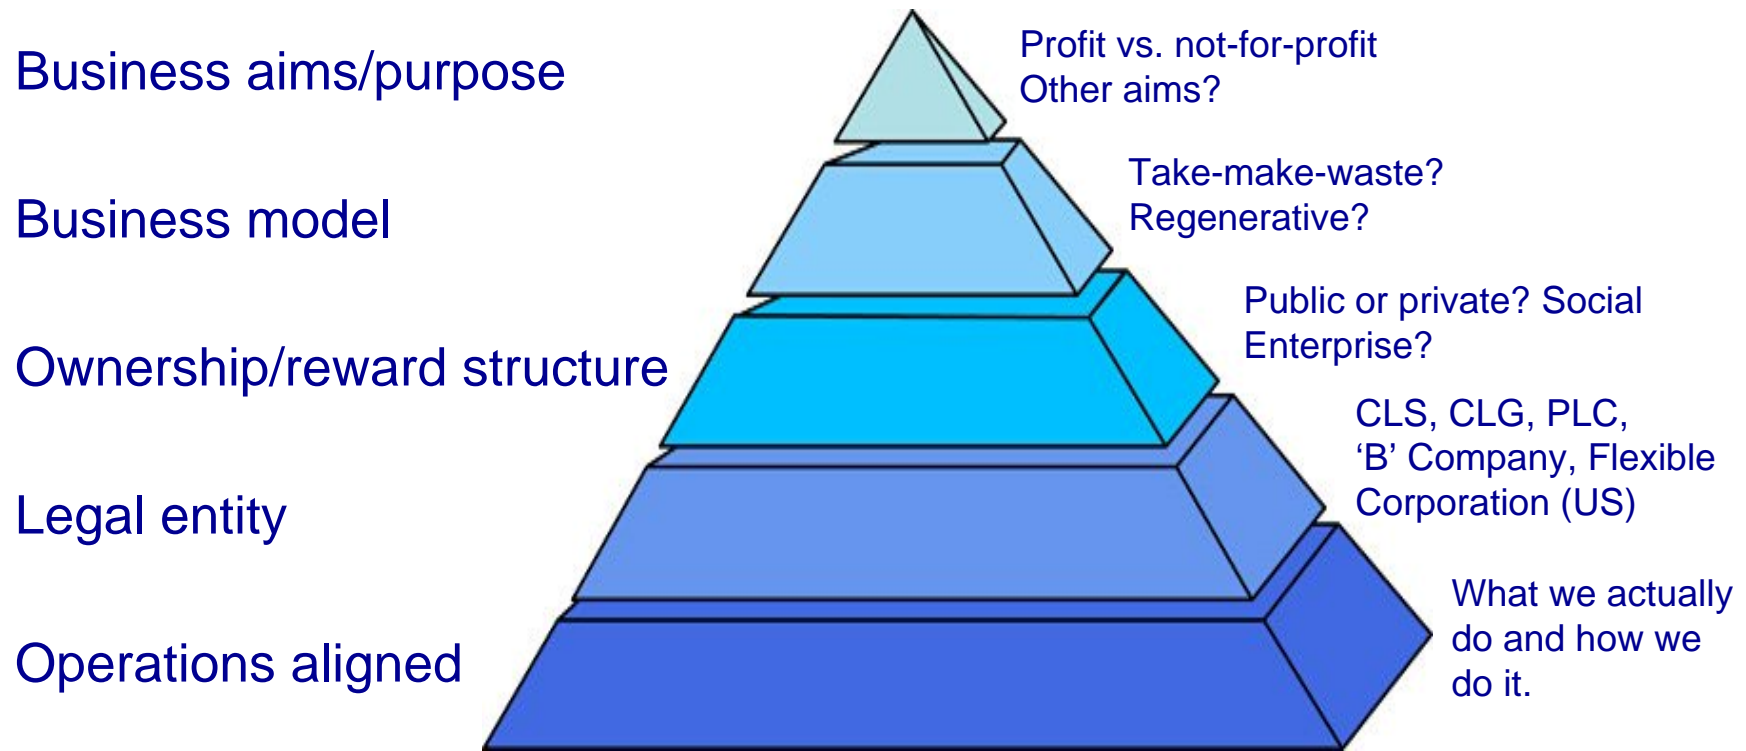 Business aims/purpose
Profit vs. not-for-profit
Other aims?
Business model
Take-make-waste?
Regenerative?
Ownership/reward structure
Public or private? Social
Enterprise?
Legal entity
CLS, CLG, PLC,
‘B’ Company, Flexible
Corporation (US)
Operations aligned
What we actually
do and how we
do it.